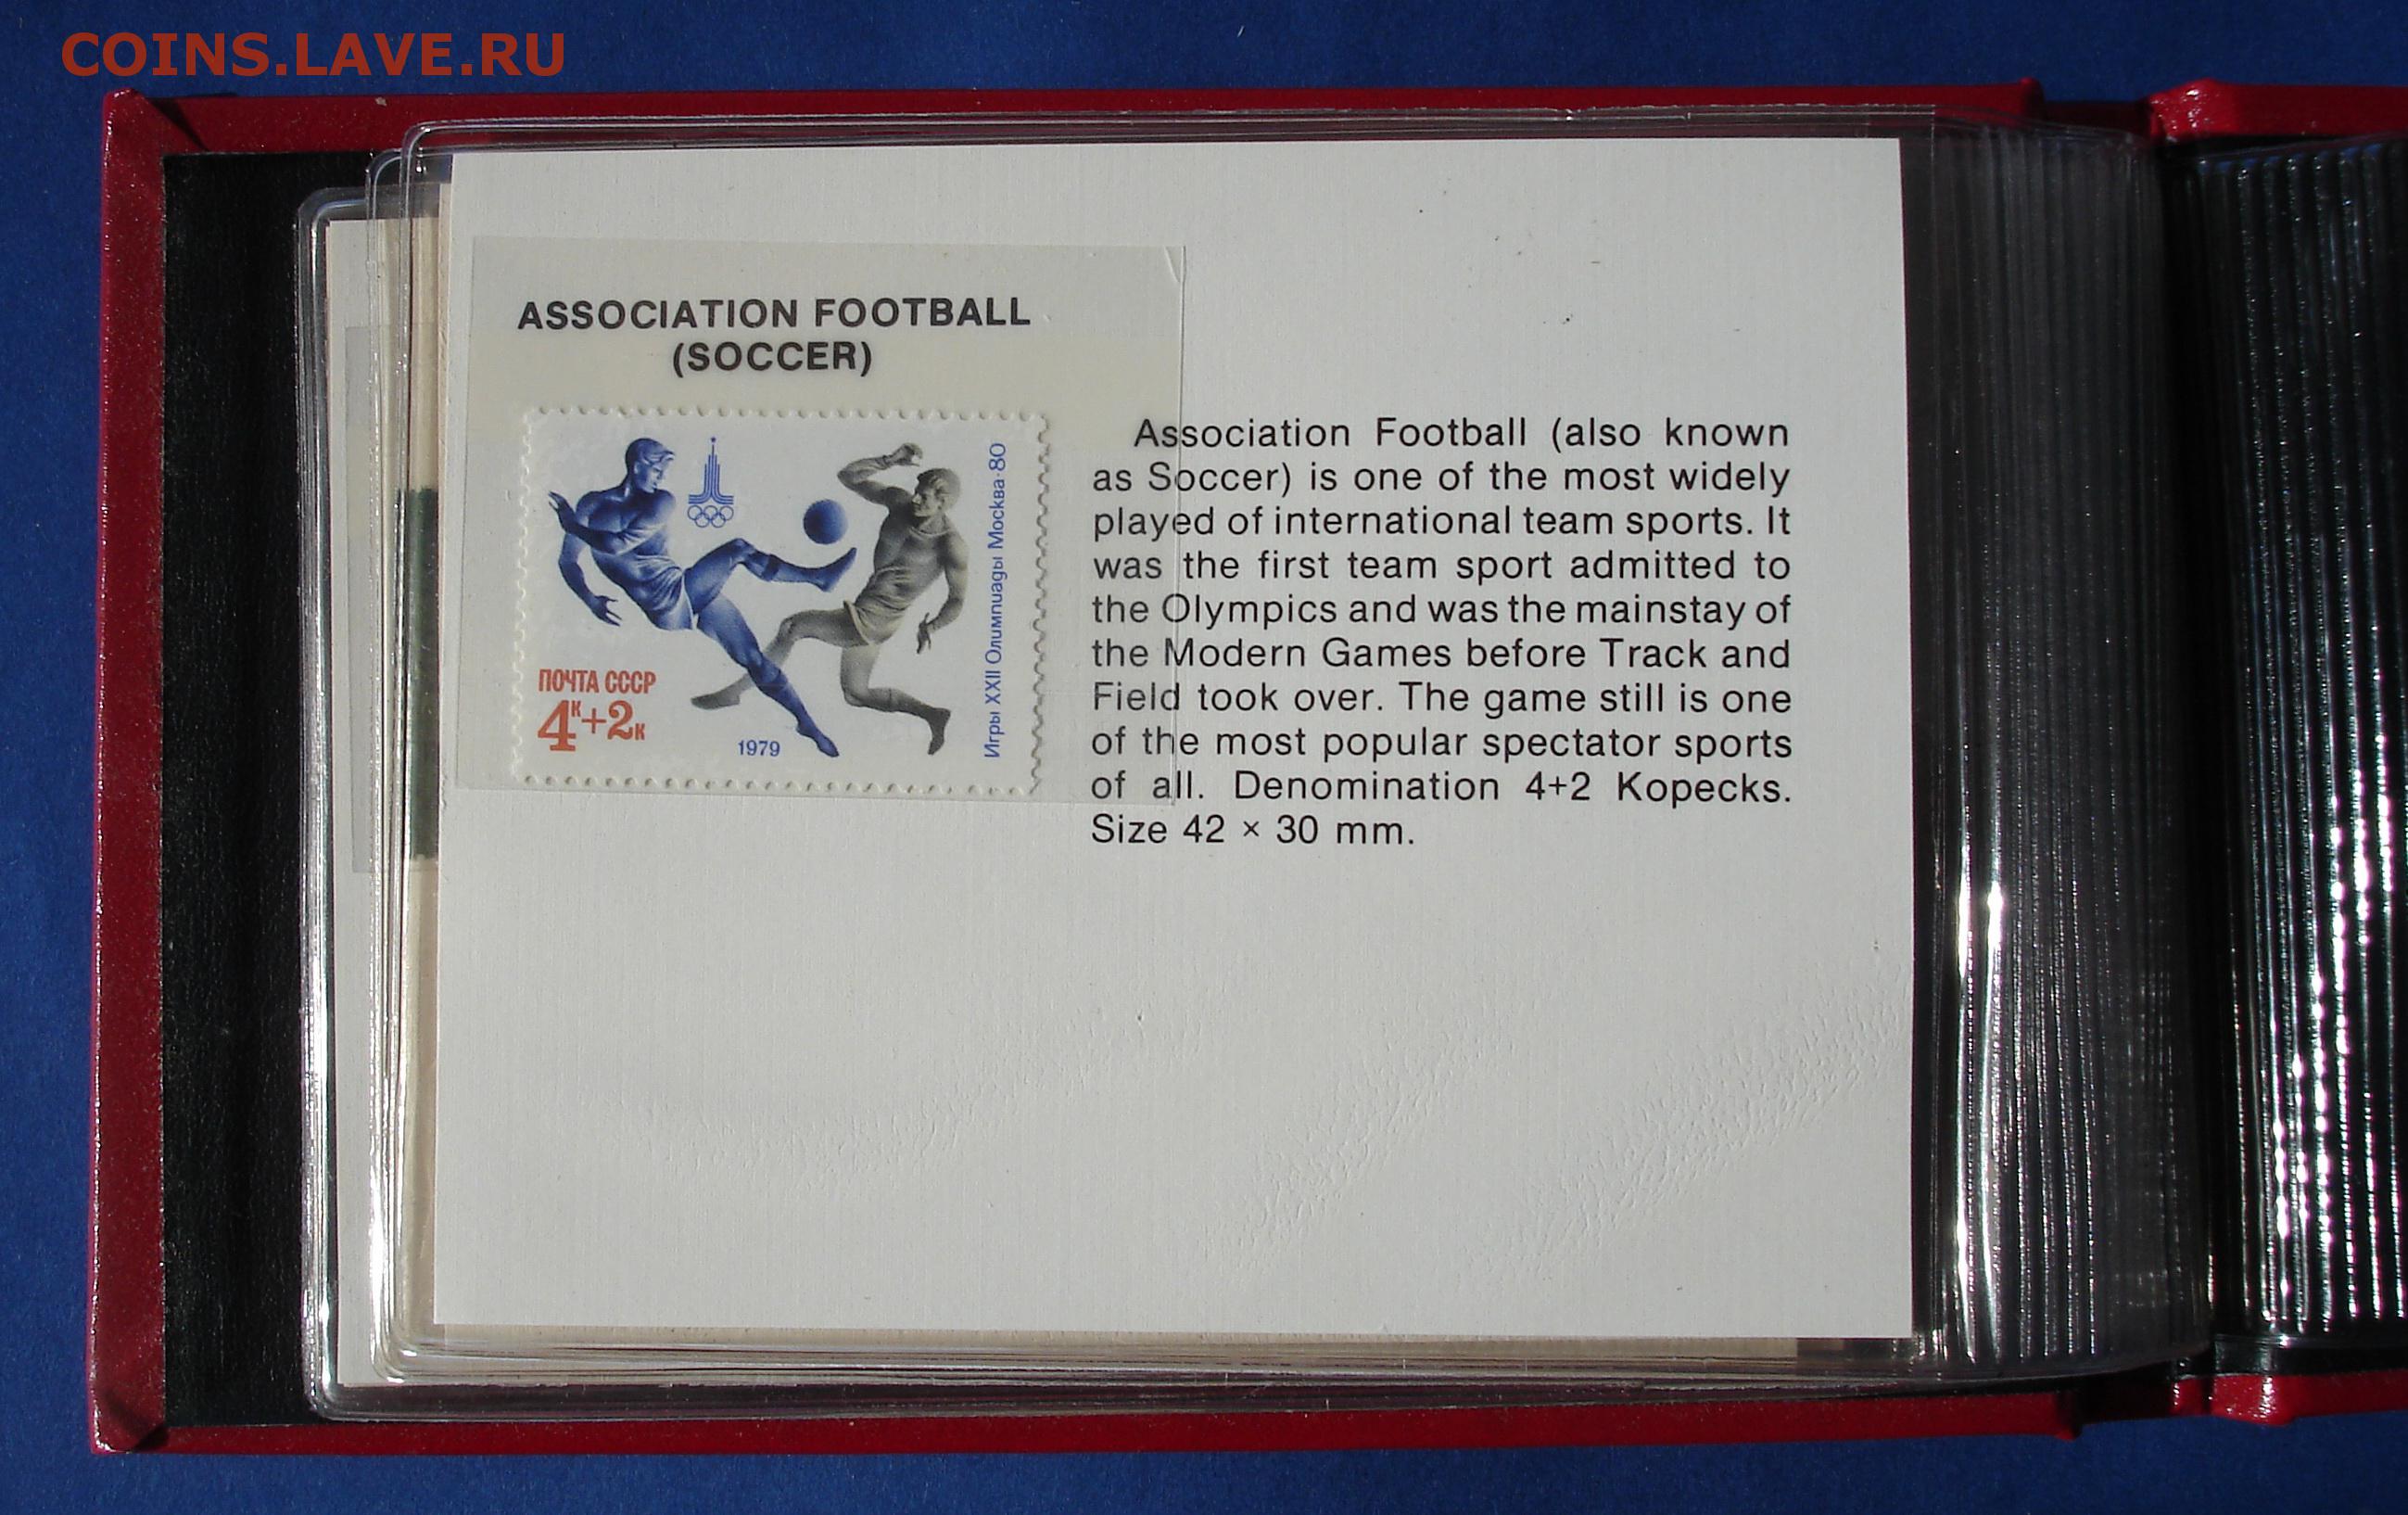 COINS.LAVE.RU
ASSOCIATION FOOTBALL
(SOCCER)
Игры XXII Олимпиады Москва·80
ПОЧТА СССР
4к+2к
1979
Association Football (also known
as Soccer) is one of the most widely
played of international team sports. It
was the first team sport admitted to
the Olympics and was the mainstay of
the Modern Games before Track and
Field took over. The game still is one
of the most popular spectator sports
of all. Denomination 4+2 Kopecks.
Size 42 × 30 mm.